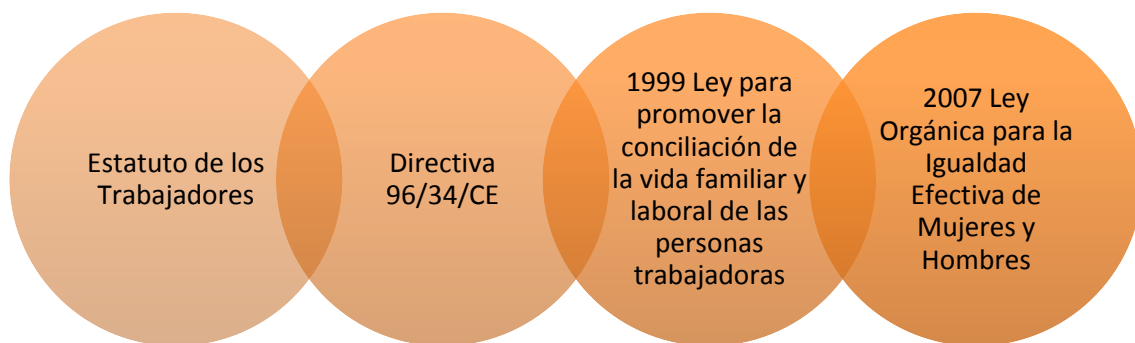 Estatuto de los
Trabajadores
Directiva
96/34/CE
1999 Ley para
promover la
conciliación de
la vida familiar y
laboral de las
personas
trabajadoras
2007 Ley
Orgánica para la
Igualdad
Efectiva de
Mujeres y
Hombres